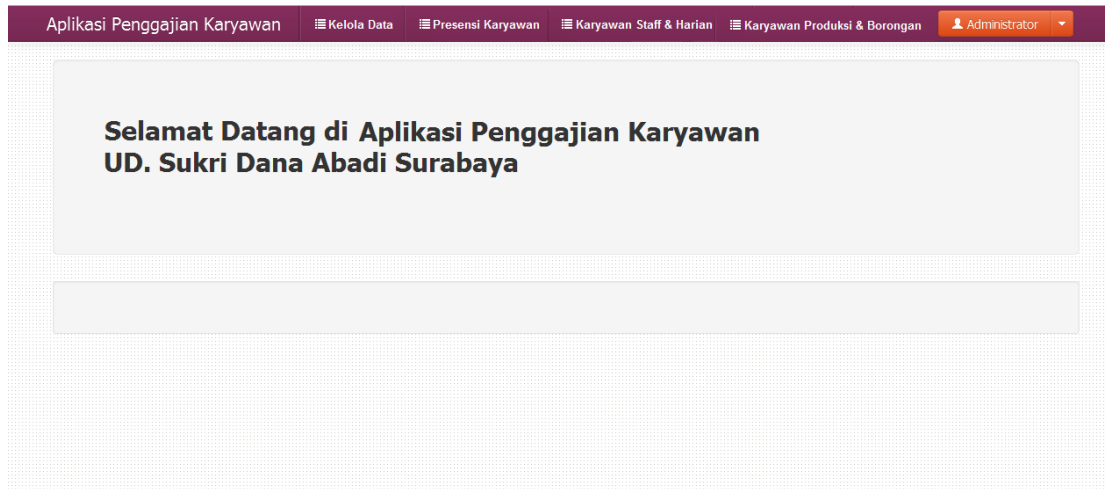 Aplikasi Penggajian Karyawan Kelola Data Presensi Karyawan Karyawan Staff & Harian Karyawan Produksi & Borongan Administrator
Selamat Datang di Aplikasi Penggajian Karyawan
UD. Sukri Dana Abadi Surabaya